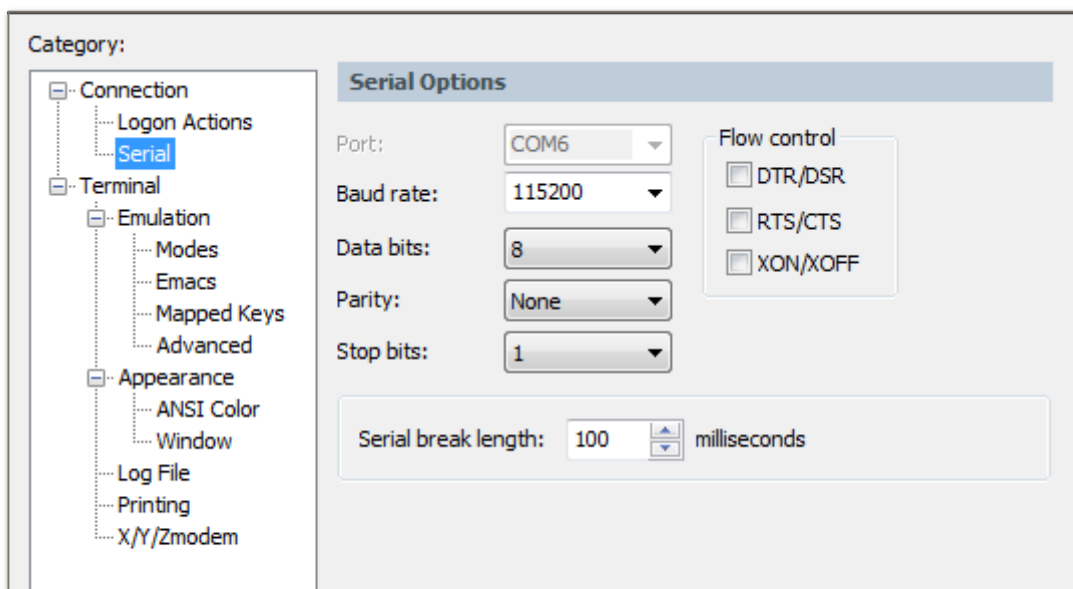 Category:
Connection
Logon Actions
Serial
Terminal
Emulation
Modes
Emacs
Mapped Keys
Advanced
Appearance
ANSI Color
Window
Log File
Printing
X/Y/Zmodem
Serial Options
Port: COM6
Baud rate: 115200
Data bits: 8
Parity: None
Stop bits: 1
Flow control
DTR/DSR
RTS/CTS
XON/XOFF
Serial break length: 100 milliseconds